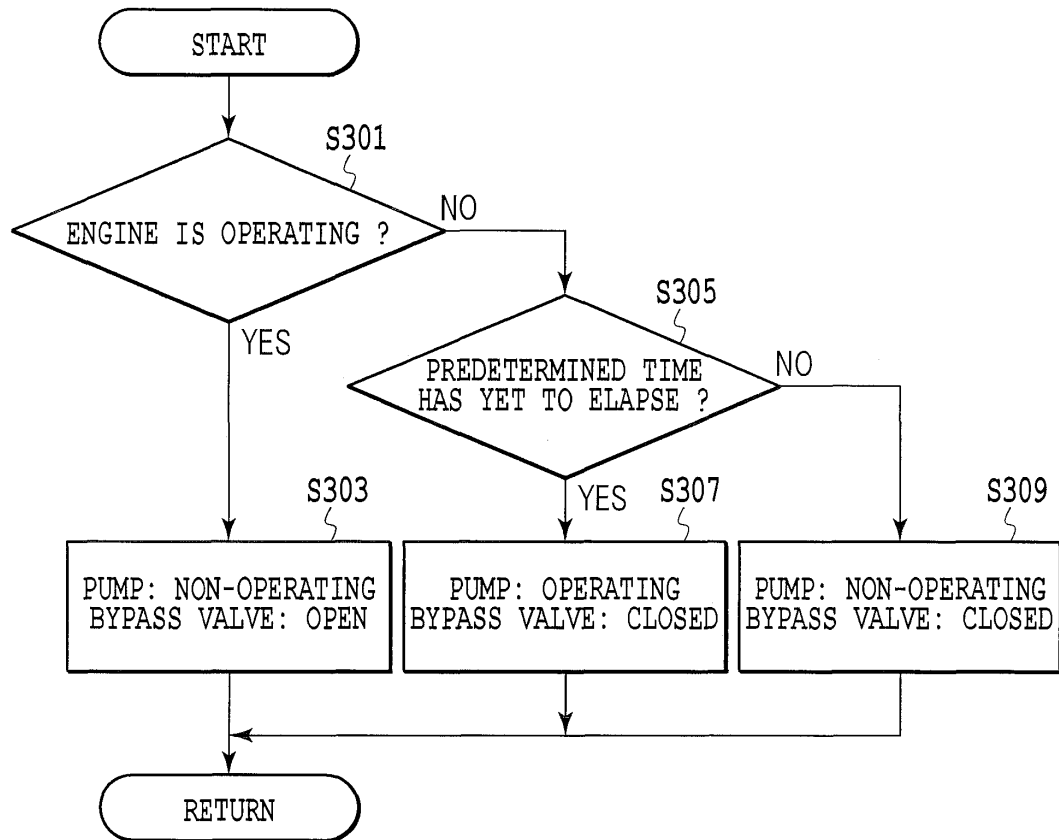 START
S301
ENGINE IS OPERATING ?
NO
YES
S305
PREDETERMINED TIME
HAS YET TO ELAPSE ?
NO
YES
S303
PUMP: NON-OPERATING
BYPASS VALVE: OPEN
S307
PUMP: OPERATING
BYPASS VALVE: CLOSED
S309
PUMP: NON-OPERATING
BYPASS VALVE: CLOSED
RETURN